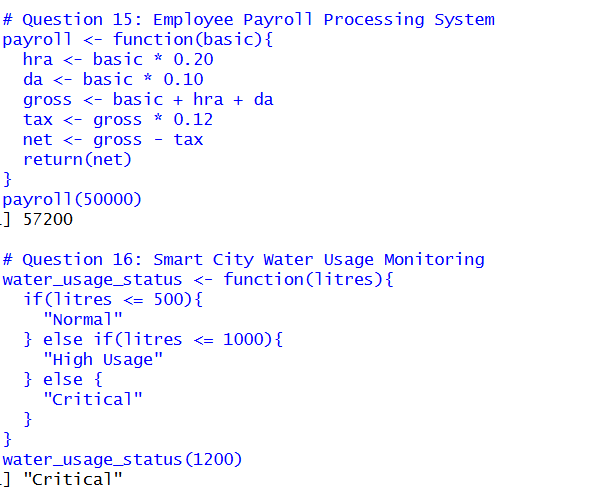 # Question 15: Employee Payroll Processing System
payroll <- function(basic){
  hra <- basic * 0.20
  da <- basic * 0.10
  gross <- basic + hra + da
  tax <- gross * 0.12
  net <- gross - tax
  return(net)
}
payroll(50000)
] 57200

# Question 16: Smart City Water Usage Monitoring
water_usage_status <- function(litres){
  if(litres <= 500){
    "Normal"
  } else if(litres <= 1000){
    "High Usage"
  } else {
    "Critical"
  }
}
water_usage_status(1200)
] "Critical"